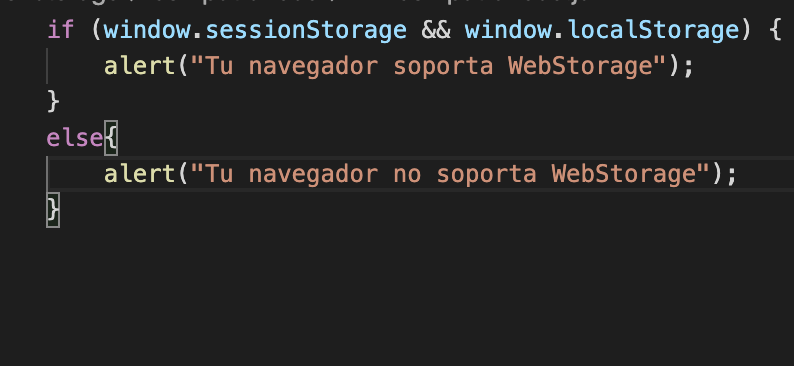 if (window.sessionStorage && window.localStorage) {
    alert("Tu navegador soporta WebStorage");
}
else{
    alert("Tu navegador no soporta WebStorage");
}